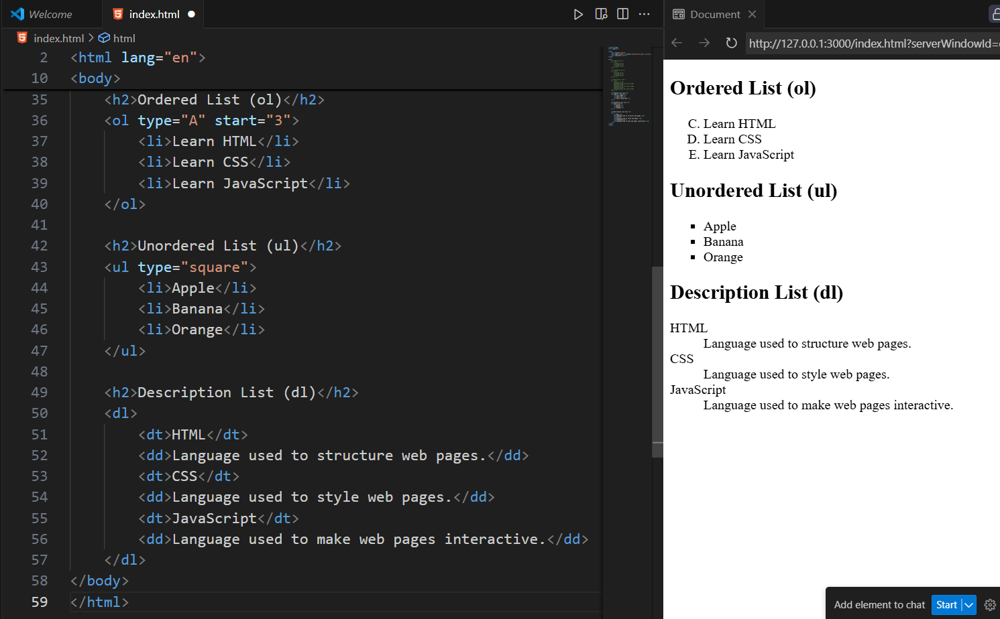 Welcome
index.html
Document
index.html > html
http://127.0.0.1:3000/index.html?serverWindowId=
2 <html lang="en">
10 <body>
35 <h2>Ordered List (ol)</h2>
36 <ol type="A" start="3">
37 <li>Learn HTML</li>
38 <li>Learn CSS</li>
39 <li>Learn JavaScript</li>
40 </ol>
41
42 <h2>Unordered List (ul)</h2>
43 <ul type="square">
44 <li>Apple</li>
45 <li>Banana</li>
46 <li>Orange</li>
47 </ul>
48
49 <h2>Description List (dl)</h2>
50 <dl>
51 <dt>HTML</dt>
52 <dd>Language used to structure web pages.</dd>
53 <dt>CSS</dt>
54 <dd>Language used to style web pages.</dd>
55 <dt>JavaScript</dt>
56 <dd>Language used to make web pages interactive.</dd>
57 </dl>
58 </body>
59 </html>
Ordered List (ol)
C. Learn HTML
D. Learn CSS
E. Learn JavaScript
Unordered List (ul)
Apple
Banana
Orange
Description List (dl)
HTML
Language used to structure web pages.
CSS
Language used to style web pages.
JavaScript
Language used to make web pages interactive.
Add element to chat
Start